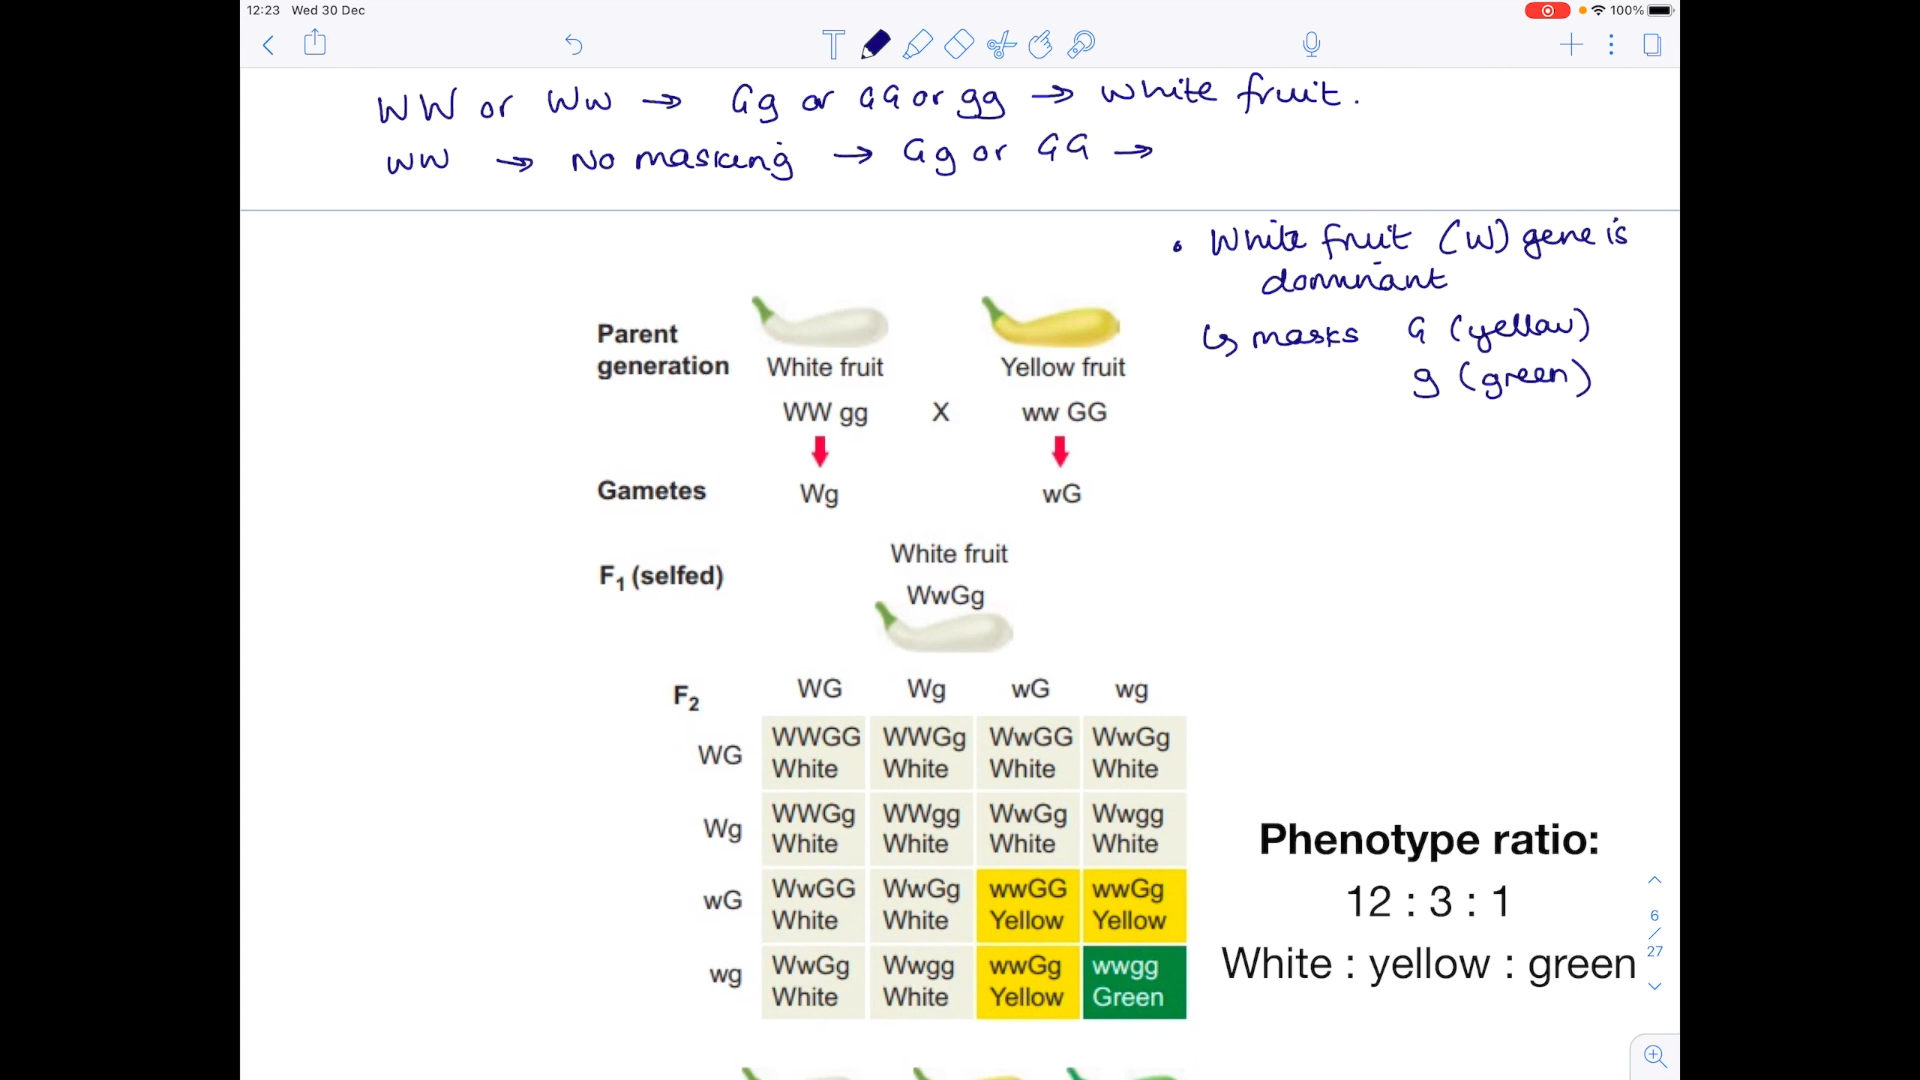 12:23 Wed 30 Dec
100%
WW or Ww → Gg or GG or gg → white fruit.
ww → No masking → Gg or GG →
• White fruit (W) gene is
dominant
↳ masks G (yellow)
g (green)
Parent
generation
White fruit
Yellow fruit
WW gg X ww GG
Gametes
Wg
wG
White fruit
F₁ (selfed)
WwGg
F₂ WG Wg wG wg
WG
WWGG WWGg WwGG WwGg
White White White White
Wg
WWGg WWgg WwGg Wwgg
White White White White
wG
WwGG WwGg wwGG wwGg
White White Yellow Yellow
wg
WwGg Wwgg wwGg wwgg
White White Yellow Green
Phenotype ratio:
12 : 3 : 1
White : yellow : green
6
/
27